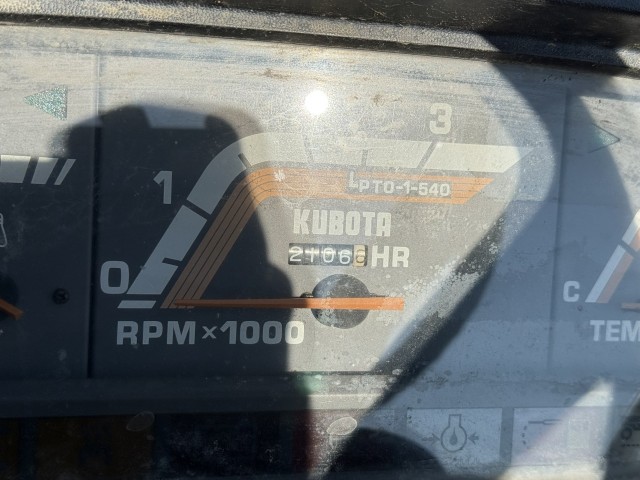 3
1
PTO-1-540
KUBOTA
2106 HR
0
RPM×1000
C
TEM